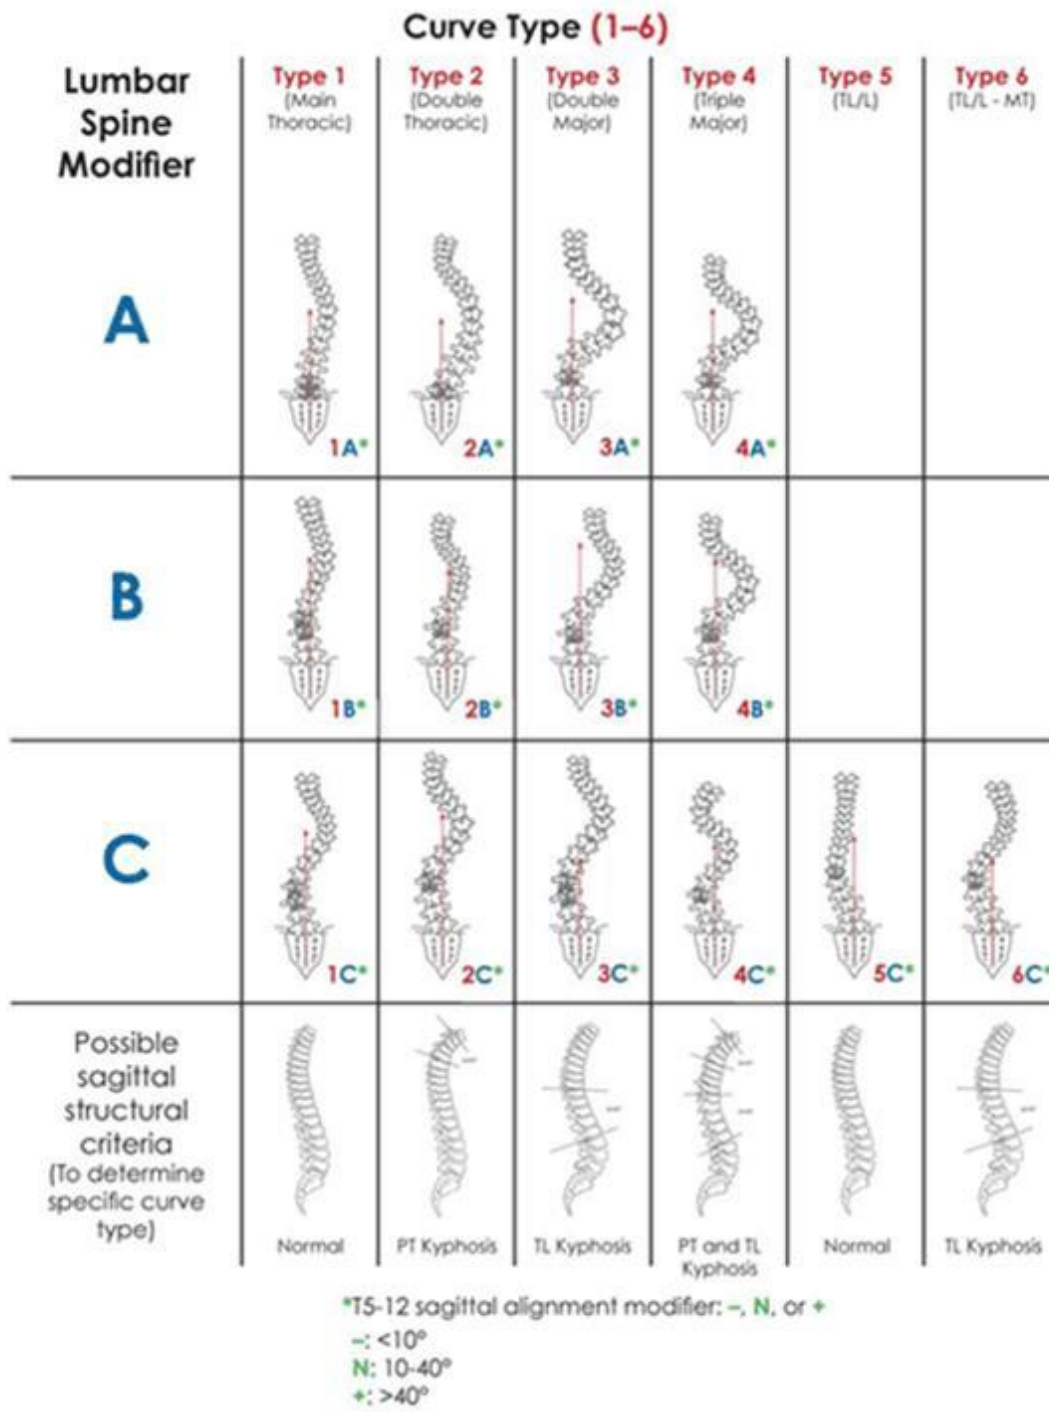 Curve Type (1–6)
Lumbar
Spine
Modifier
Type 1
(Main
Thoracic)
Type 2
(Double
Thoracic)
Type 3
(Double
Major)
Type 4
(Triple
Major)
Type 5
(TL/L)
Type 6
(TL/L - MT)
A
1A*
2A*
3A*
4A*
B
1B*
2B*
3B*
4B*
C
1C*
2C*
3C*
4C*
5C*
6C*
Possible
sagittal
structural
criteria
(To determine
specific curve
type)
Normal
PT Kyphosis
TL Kyphosis
PT and TL
Kyphosis
Normal
TL Kyphosis
*T5-12 sagittal alignment modifier: –, N, or +
–: <10°
N: 10-40°
+: >40°